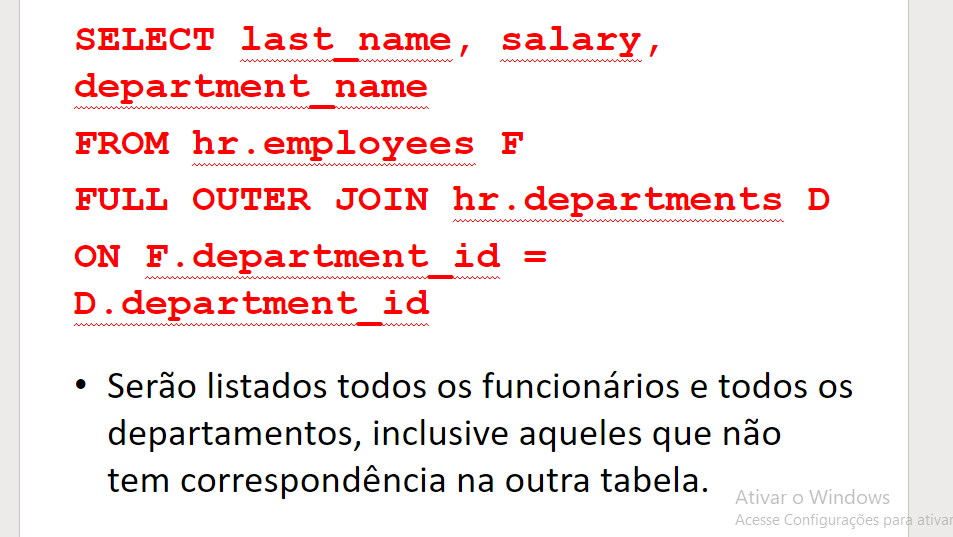 SELECT last_name, salary,
department_name
FROM hr.employees F
FULL OUTER JOIN hr.departments D
ON F.department_id =
D.department_id
• Serão listados todos os funcionários e todos os
departamentos, inclusive aqueles que não
tem correspondência na outra tabela.
Ativar o Windows
Acesse Configurações para ativar